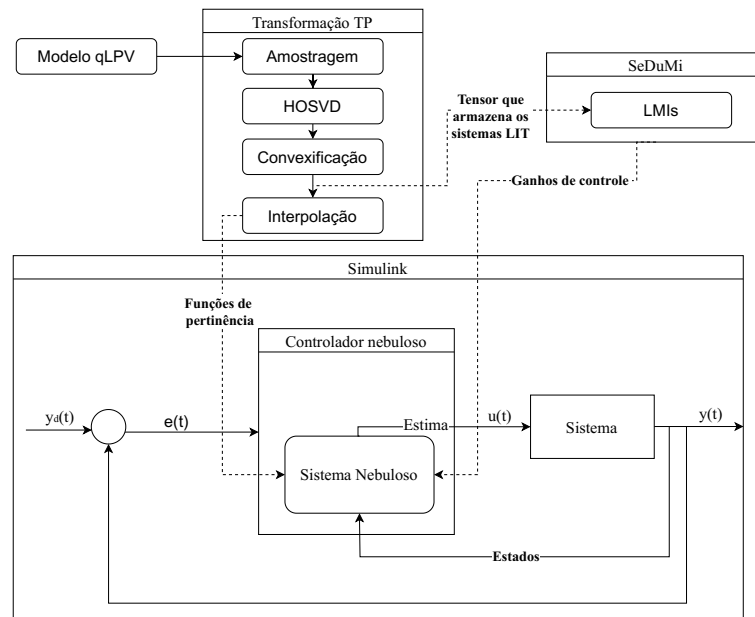 Transformação TP
Modelo qLPV
Amostragem
HOSVD
Convexificação
Interpolação
Tensor que
armazena os
sistemas LIT
SeDuMi
LMIs
Ganhos de controle
Simulink
Funções de
pertinência
Controlador nebuloso
yd(t)
e(t)
Estima
u(t)
Sistema
y(t)
Sistema Nebuloso
Estados